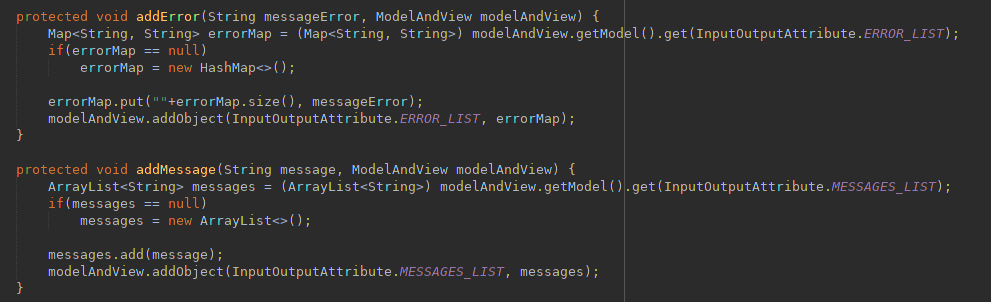 protected void addError(String messageError, ModelAndView modelAndView) {
    Map<String, String> errorMap = (Map<String, String>) modelAndView.getModel().get(InputOutputAttribute.ERROR_LIST);
    if(errorMap == null)
        errorMap = new HashMap<>();

    errorMap.put(""+errorMap.size(), messageError);
    modelAndView.addObject(InputOutputAttribute.ERROR_LIST, errorMap);
}

protected void addMessage(String message, ModelAndView modelAndView) {
    ArrayList<String> messages = (ArrayList<String>) modelAndView.getModel().get(InputOutputAttribute.MESSAGES_LIST);
    if(messages == null)
        messages = new ArrayList<>();

    messages.add(message);
    modelAndView.addObject(InputOutputAttribute.MESSAGES_LIST, messages);
}